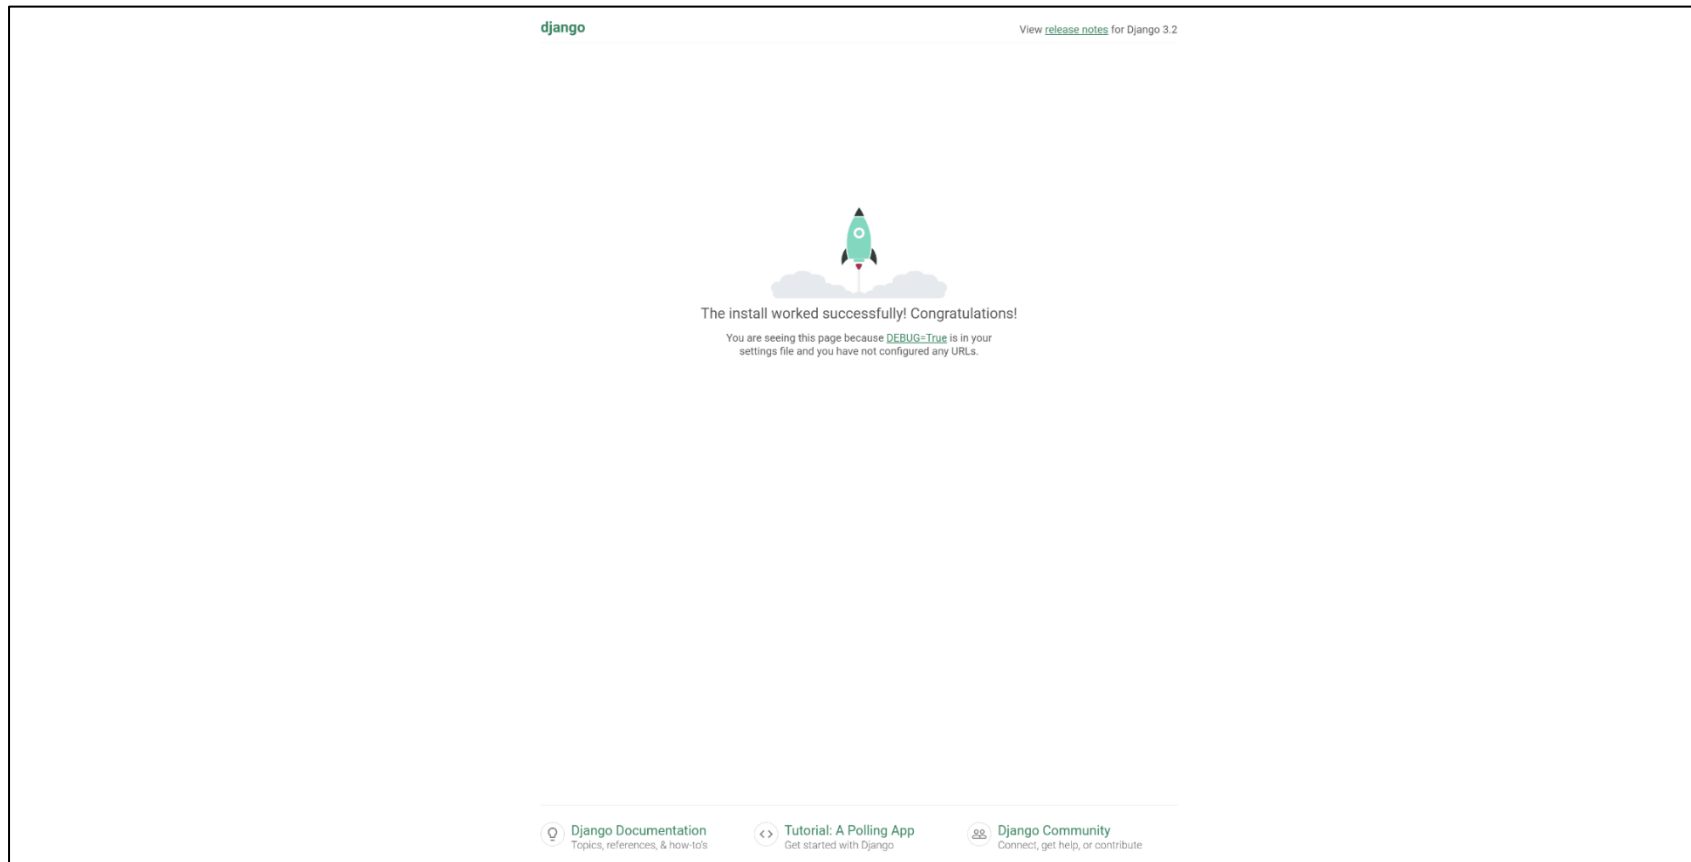 django
View release notes for Django 3.2
The install worked successfully! Congratulations!
You are seeing this page because DEBUG=True is in your
settings file and you have not configured any URLs.
Django Documentation
Topics, references, & how-to's
Tutorial: A Polling App
Get started with Django
Django Community
Connect, get help, or contribute